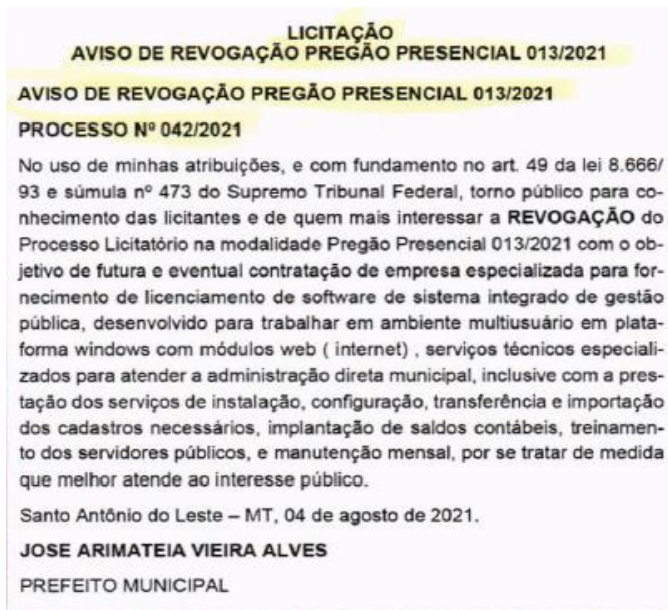 LICITAÇÃO
AVISO DE REVOGAÇÃO PREGÃO PRESENCIAL 013/2021
AVISO DE REVOGAÇÃO PREGÃO PRESENCIAL 013/2021
PROCESSO Nº 042/2021
No uso de minhas atribuições, e com fundamento no art. 49 da lei 8.666/
93 e súmula nº 473 do Supremo Tribunal Federal, torno público para co-
nhecimento das licitantes e de quem mais interessar a REVOGAÇÃO do
Processo Licitatório na modalidade Pregão Presencial 013/2021 com o ob-
jetivo de futura e eventual contratação de empresa especializada para for-
necimento de licenciamento de software de sistema integrado de gestão
pública, desenvolvido para trabalhar em ambiente multiusuário em plata-
forma windows com módulos web ( internet) , serviços técnicos especiali-
zados para atender a administração direta municipal, inclusive com a pres-
tação dos serviços de instalação, configuração, transferência e importação
dos cadastros necessários, implantação de saldos contábeis, treinamen-
to dos servidores públicos, e manutenção mensal, por se tratar de medida
que melhor atende ao interesse público.
Santo Antônio do Leste – MT, 04 de agosto de 2021.
JOSE ARIMATEIA VIEIRA ALVES
PREFEITO MUNICIPAL